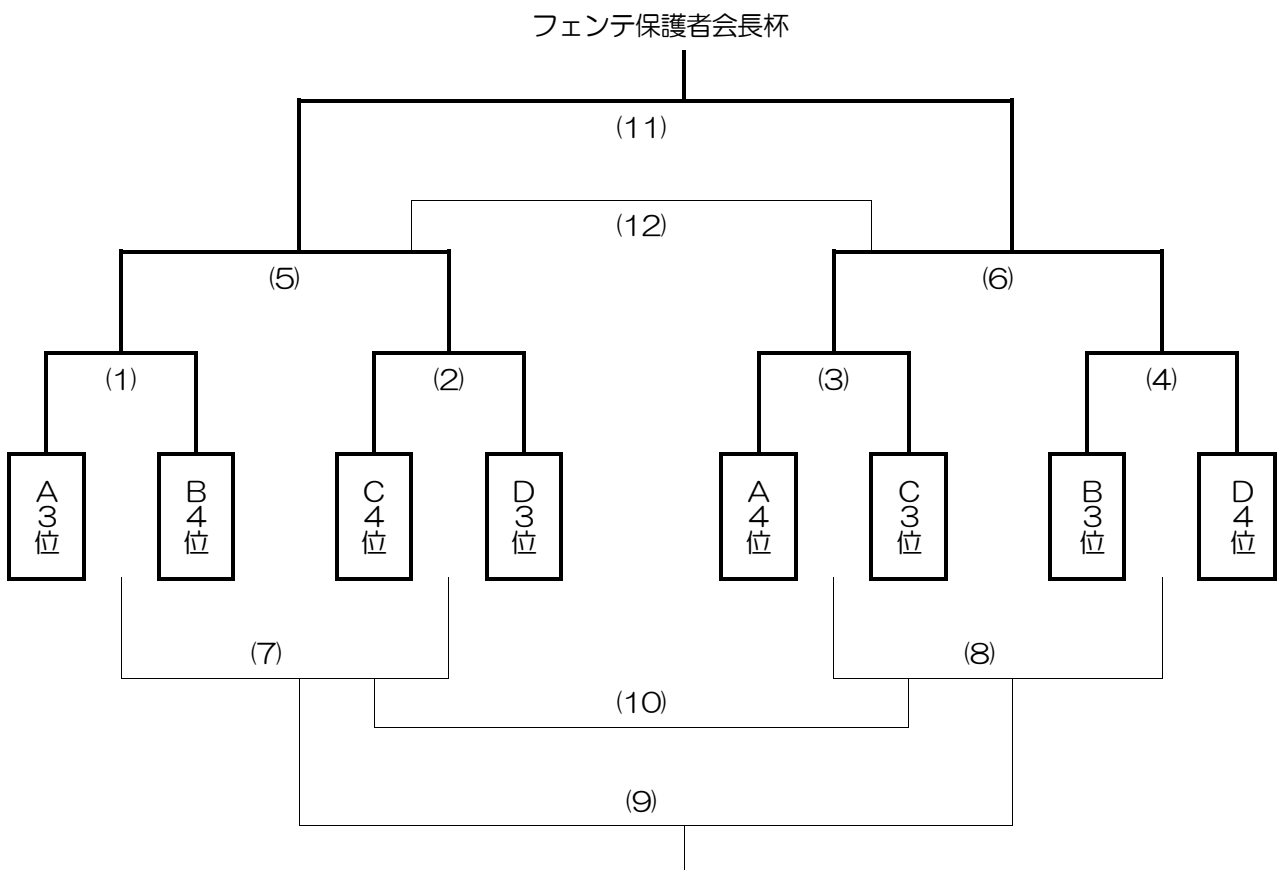 フェンテ保護者会長杯
(11)
(12)
(5)
(6)
(1)
(2)
(3)
(4)
A3位
B4位
C4位
D3位
A4位
C3位
B3位
D4位
(7)
(8)
(10)
(9)